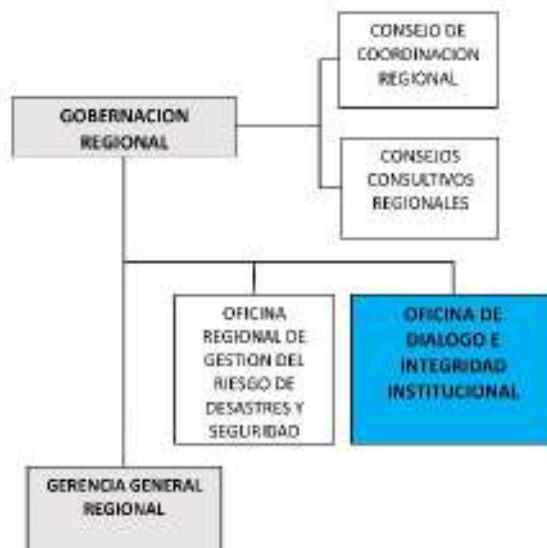 CONSEJO DE
COORDINACION
REGIONAL
GOBERNACION
REGIONAL
CONSEJOS
CONSULTIVOS
REGIONALES
OFICINA
REGIONAL DE
GESTION DEL
RIESGO DE
DESASTRES Y
SEGURIDAD
OFICINA DE
DIALOGO E
INTEGRIDAD
INSTITUCIONAL
GERENCIA GENERAL
REGIONAL